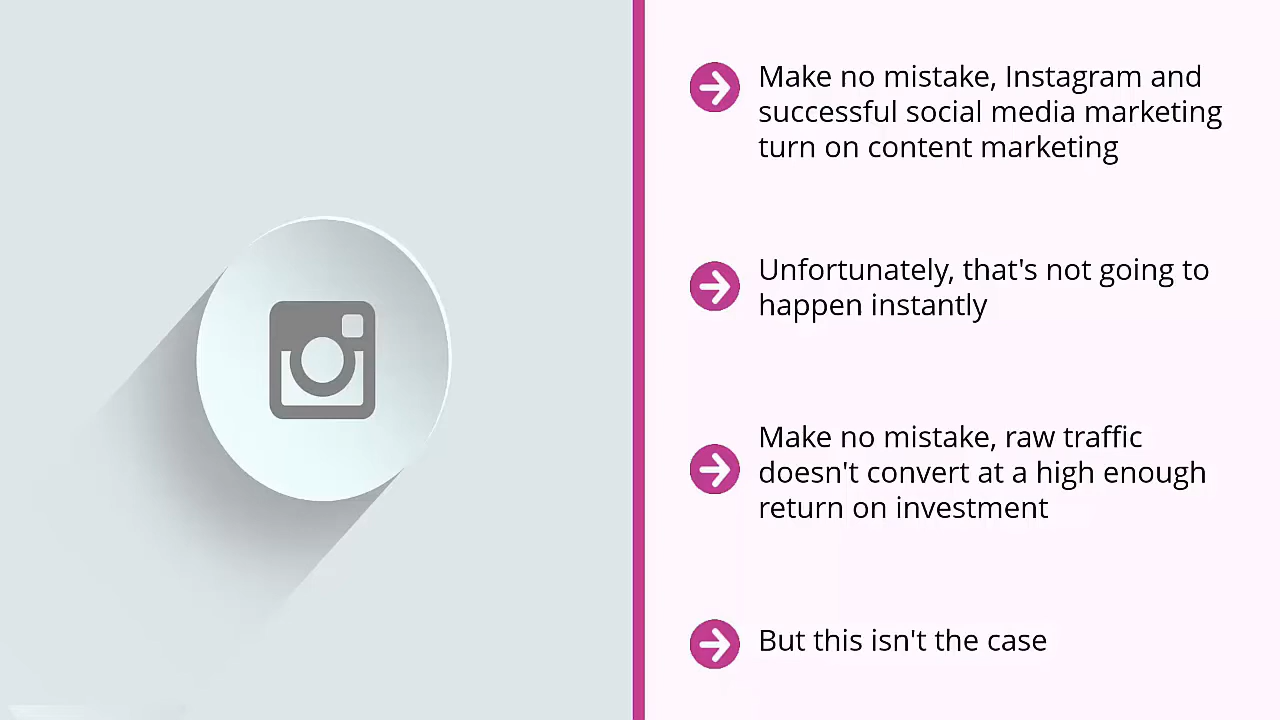 Make no mistake, Instagram and
successful social media marketing
turn on content marketing
Unfortunately, that's not going to
happen instantly
Make no mistake, raw traffic
doesn't convert at a high enough
return on investment
But this isn't the case